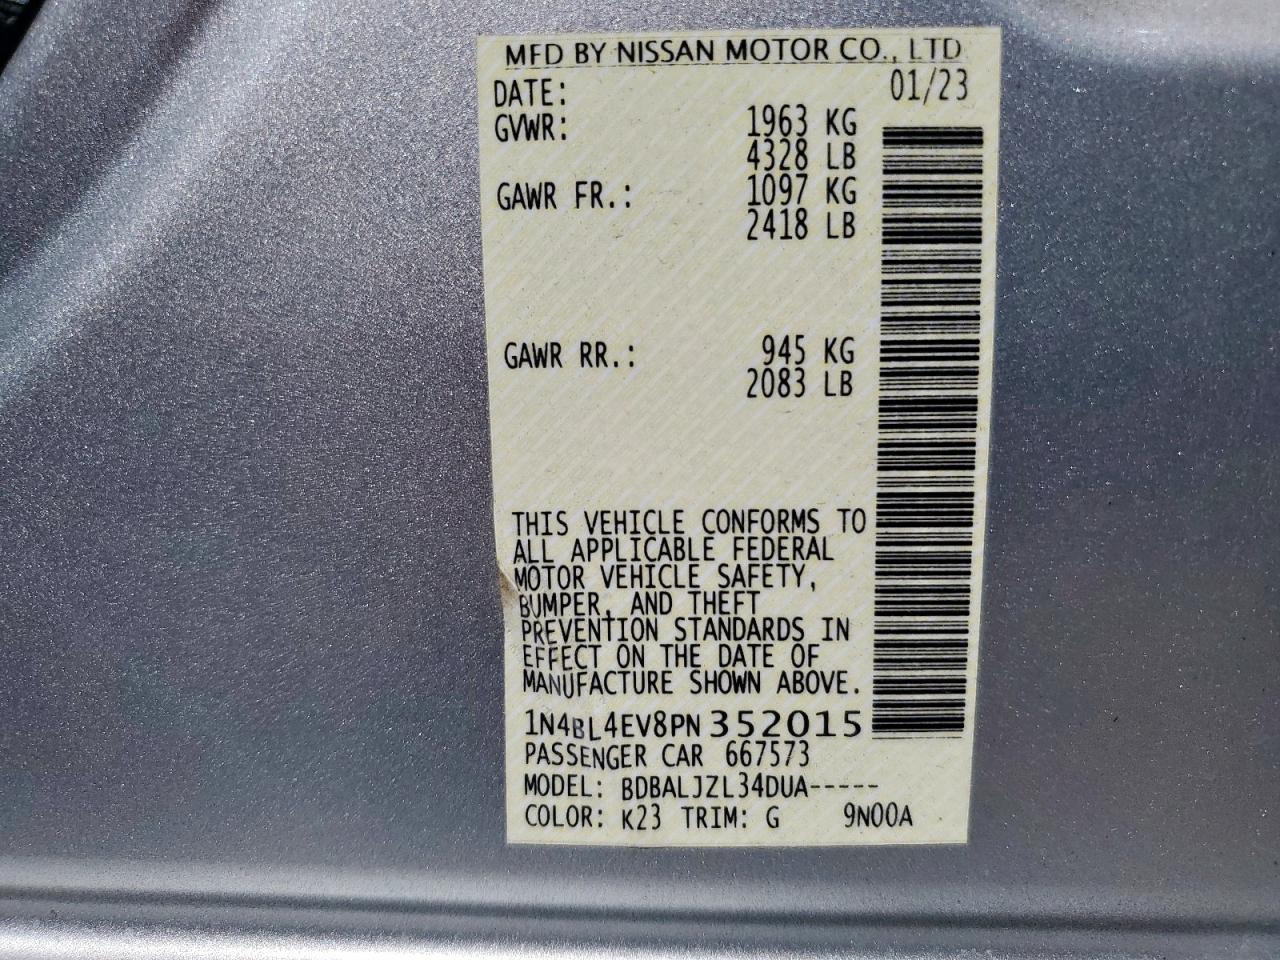 MFD BY NISSAN MOTOR CO., LTD
DATE: 01/23
GVWR: 1963 KG
4328 LB
GAWR FR.: 1097 KG
2418 LB
GAWR RR.: 945 KG
2083 LB
THIS VEHICLE CONFORMS TO
ALL APPLICABLE FEDERAL
MOTOR VEHICLE SAFETY,
BUMPER, AND THEFT
PREVENTION STANDARDS IN
EFFECT ON THE DATE OF
MANUFACTURE SHOWN ABOVE.
1N4BL4EV8PN352015
PASSENGER CAR 667573
MODEL: BDBALJZL34DUA-----
COLOR: K23 TRIM: G 9N00A